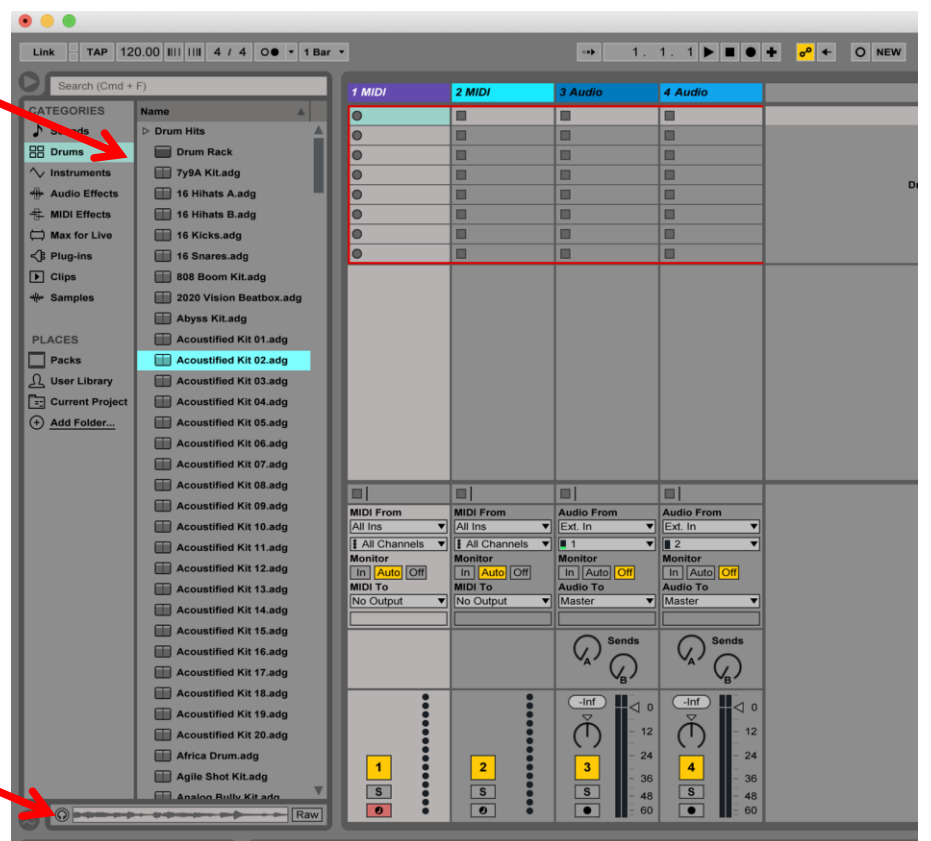 Link TAP 120.00 4 / 4 1 Bar 1. 1. 1 NEW
Search (Cmd + F)
CATEGORIES
Sounds
Drums
Instruments
Audio Effects
MIDI Effects
Max for Live
Plug-ins
Clips
Samples
PLACES
Packs
User Library
Current Project
Add Folder...
Name
Drum Hits
Drum Rack
7y9A Kit.adg
16 Hihats A.adg
16 Hihats B.adg
16 Kicks.adg
16 Snares.adg
808 Boom Kit.adg
2020 Vision Beatbox.adg
Abyss Kit.adg
Acoustified Kit 01.adg
Acoustified Kit 02.adg
Acoustified Kit 03.adg
Acoustified Kit 04.adg
Acoustified Kit 05.adg
Acoustified Kit 06.adg
Acoustified Kit 07.adg
Acoustified Kit 08.adg
Acoustified Kit 09.adg
Acoustified Kit 10.adg
Acoustified Kit 11.adg
Acoustified Kit 12.adg
Acoustified Kit 13.adg
Acoustified Kit 14.adg
Acoustified Kit 15.adg
Acoustified Kit 16.adg
Acoustified Kit 17.adg
Acoustified Kit 18.adg
Acoustified Kit 19.adg
Acoustified Kit 20.adg
Africa Drum.adg
Agile Shot Kit.adg
Analog Bully Kit.adg
Raw
1 MIDI 2 MIDI 3 Audio 4 Audio
MIDI From MIDI From Audio From Audio From
All Ins All Ins Ext. In Ext. In
All Channels All Channels 1 2
Monitor Monitor Monitor Monitor
In Auto Off In Auto Off In Auto Off In Auto Off
MIDI To MIDI To Audio To Audio To
No Output No Output Master Master
Sends Sends
A A
B B
-Inf -Inf
0 0
12 12
24 24
1 2 3 4
36 36
S S S S
48 48
60 60